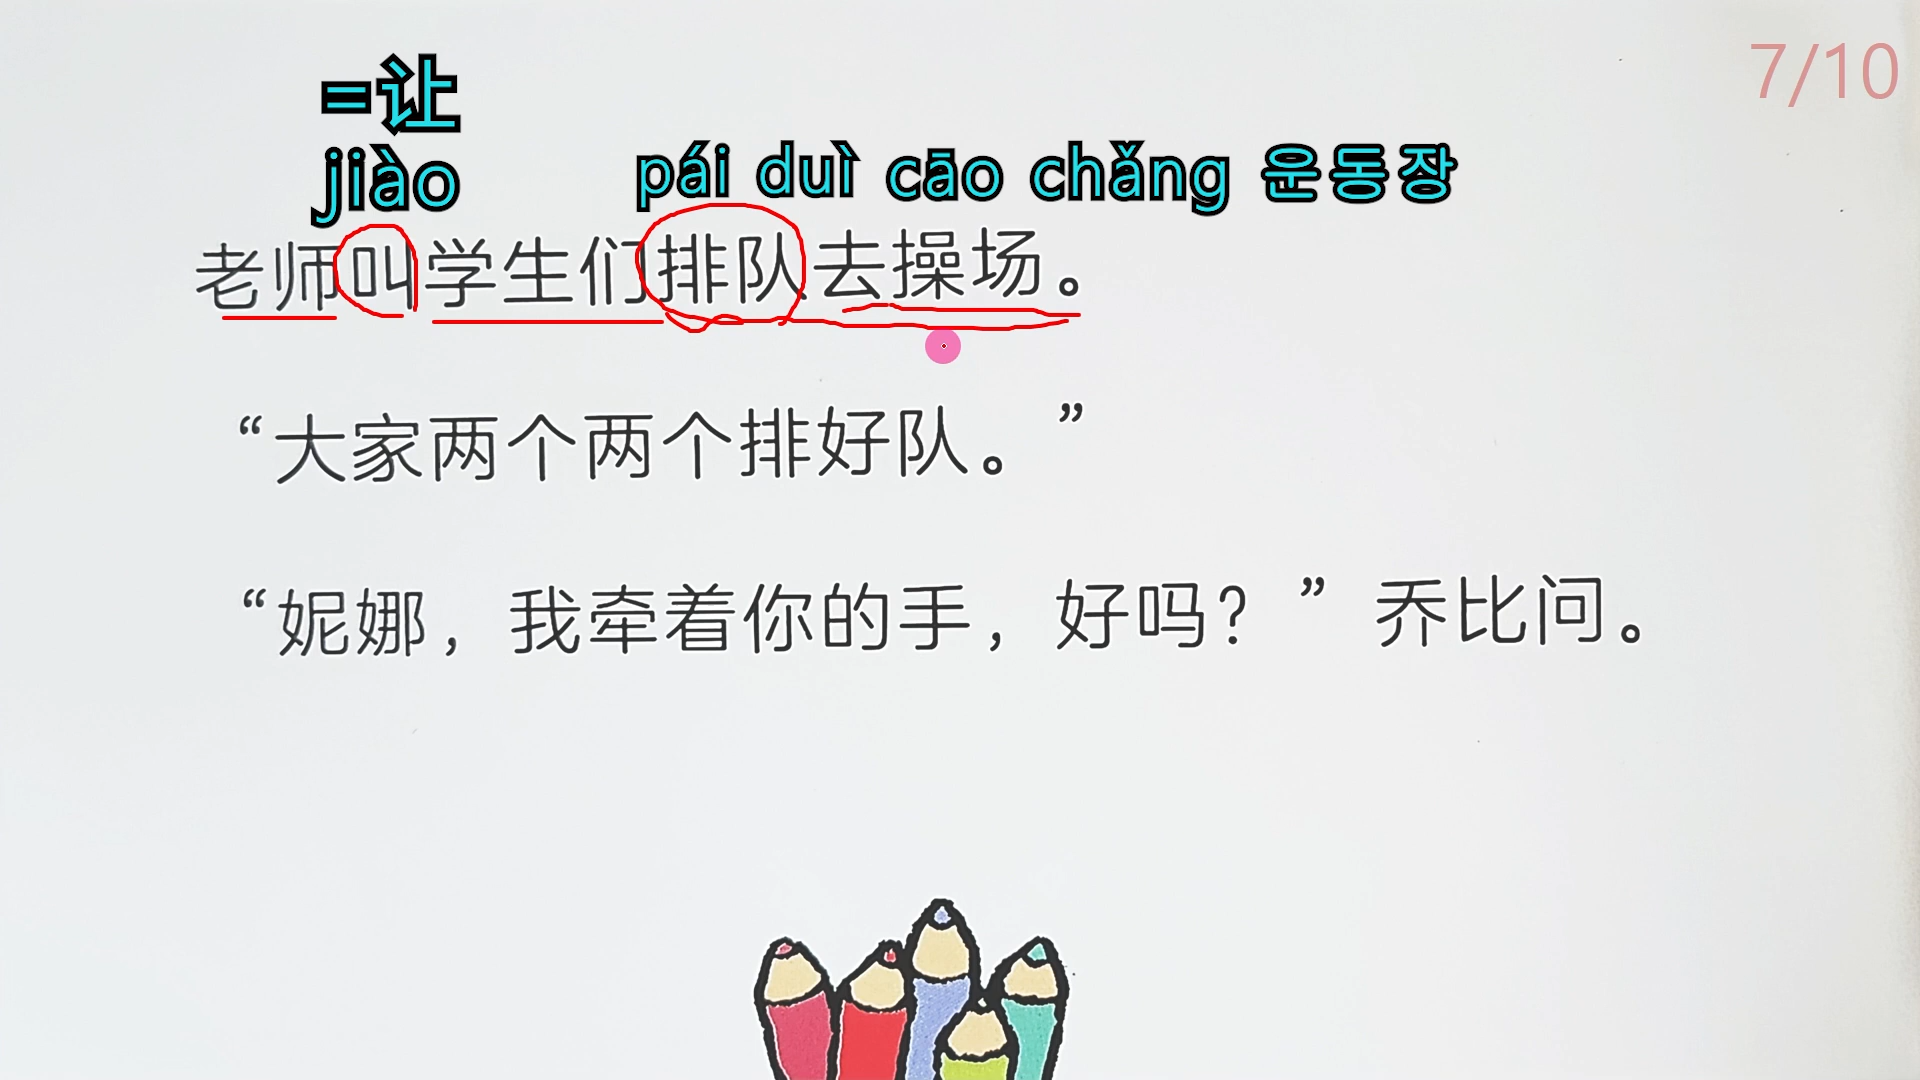 7/10
=让
jiào
pái duì cāo chǎng 운동장
老师叫学生们排队去操场。
“大家两个两个排好队。”
“妮娜，我牵着你的手，好吗？”乔比问。